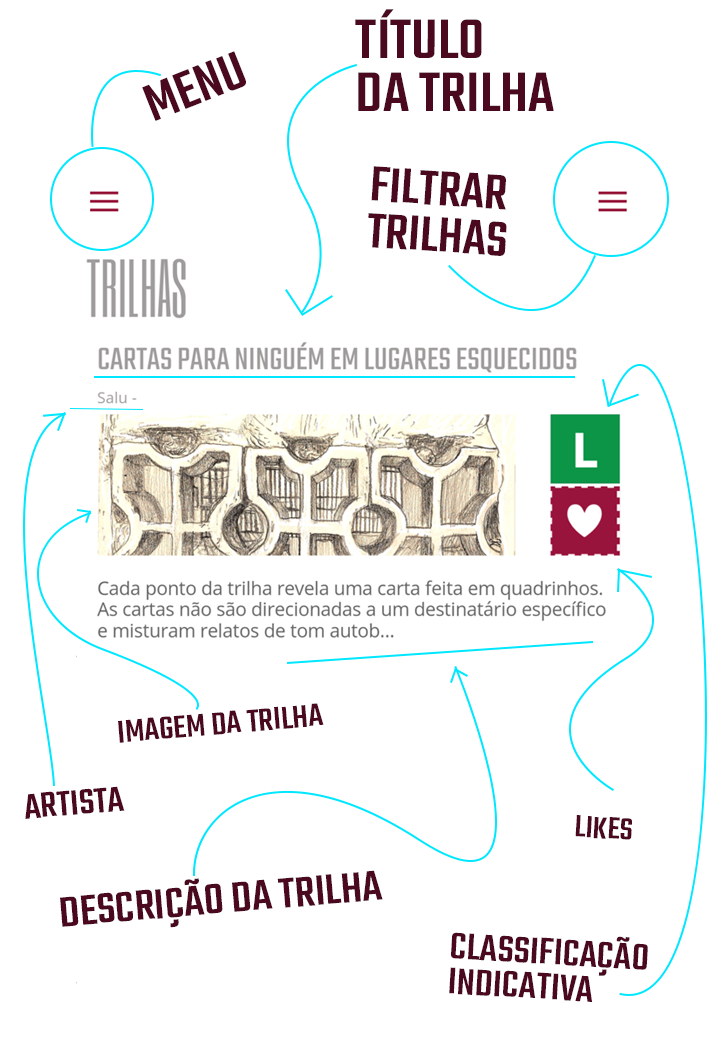 MENU
TÍTULO
DA TRILHA
FILTRAR
TRILHAS
TRILHAS
CARTAS PARA NINGUÉM EM LUGARES ESQUECIDOS
Salu -
L
Cada ponto da trilha revela uma carta feita em quadrinhos.
As cartas não são direcionadas a um destinatário específico
e misturam relatos de tom autob...
IMAGEM DA TRILHA
ARTISTA
LIKES
DESCRIÇÃO DA TRILHA
CLASSIFICAÇÃO
INDICATIVA